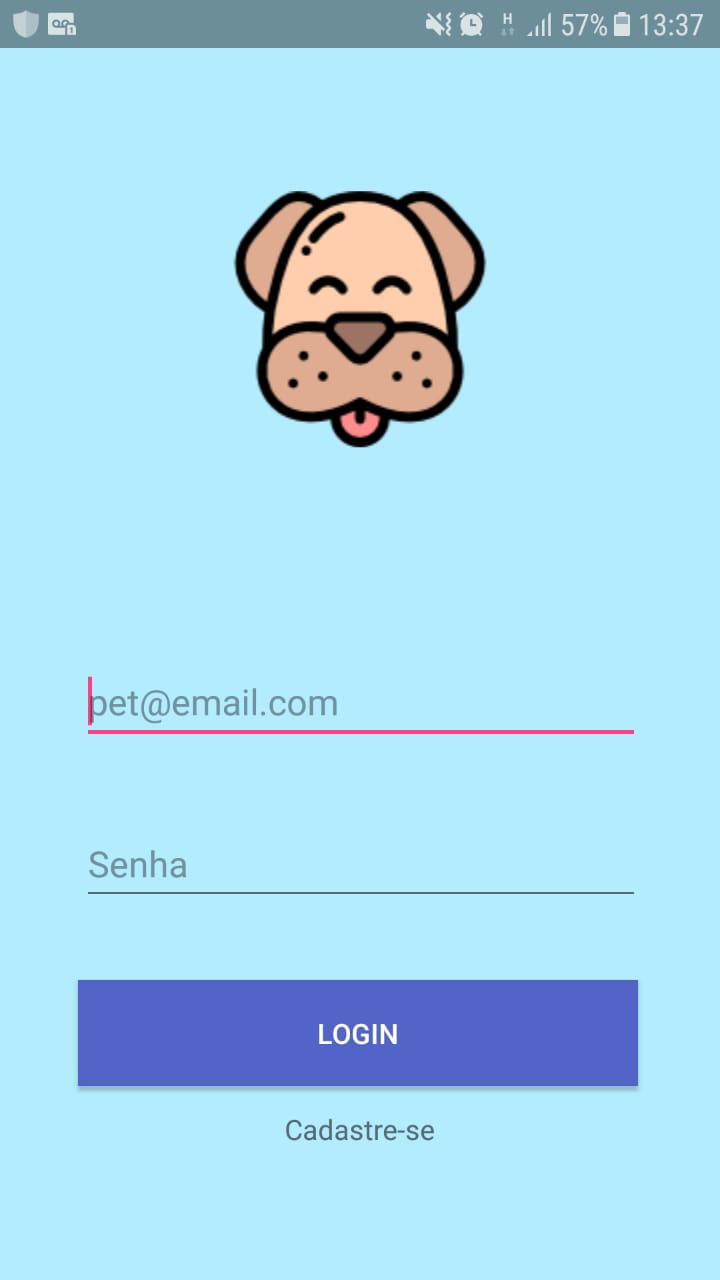 H 57% 13:37
pet@email.com
Senha
LOGIN
Cadastre-se